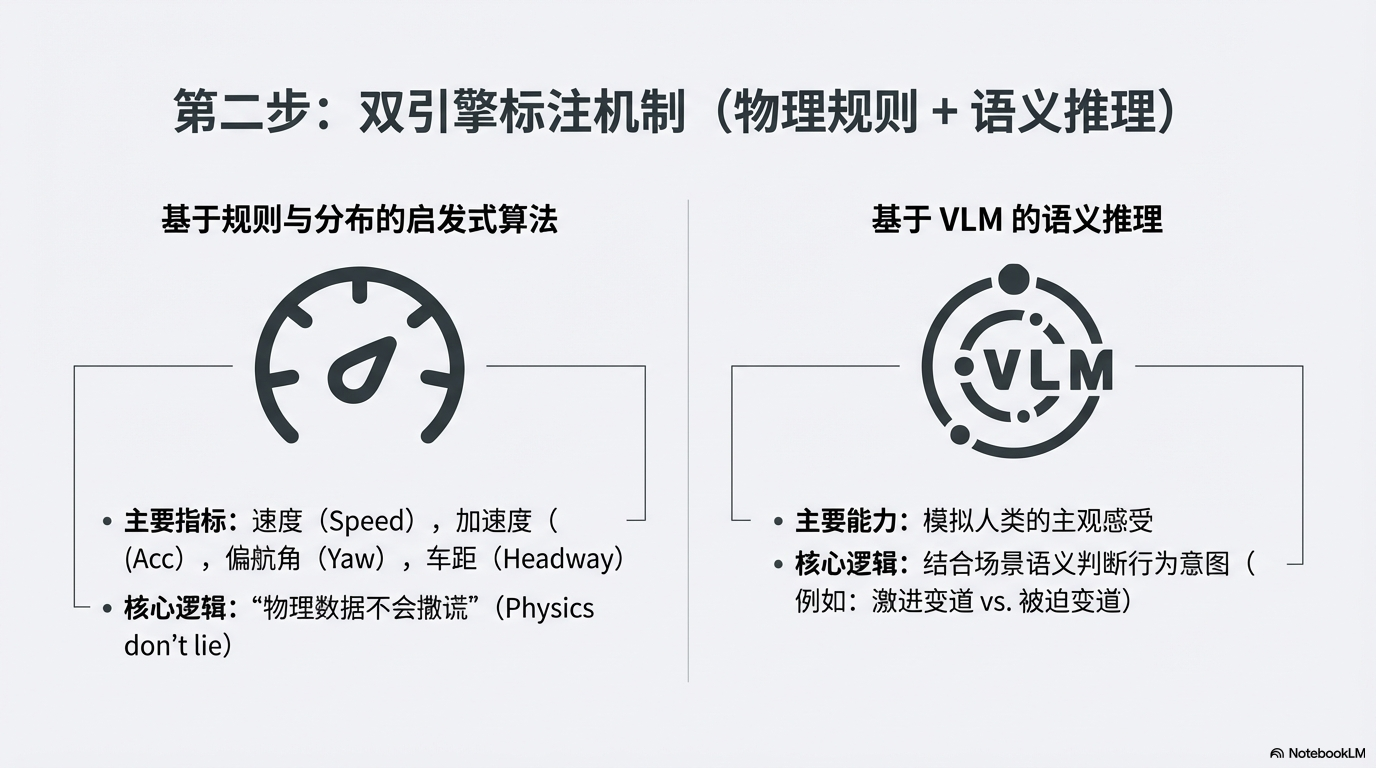 第二步：双引擎标注机制（物理规则 + 语义推理）
基于规则与分布的启发式算法
• 主要指标：速度（Speed），加速度（
(Acc），偏航角（Yaw），车距（Headway）
• 核心逻辑：“物理数据不会撒谎”（Physics
don’t lie）
基于 VLM 的语义推理
VLM
• 主要能力：模拟人类的主观感受
• 核心逻辑：结合场景语义判断行为意图（
例如：激进变道 vs. 被迫变道）
NotebookLM